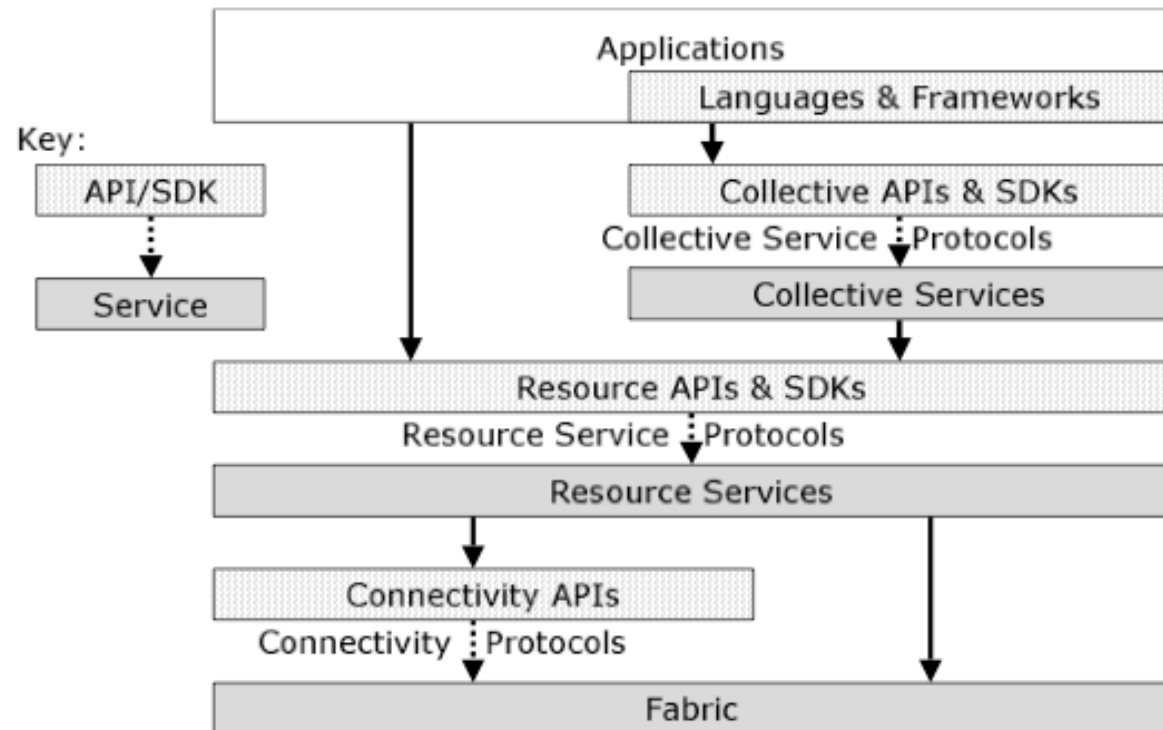 Applications
Languages & Frameworks
Key:
API/SDK
Collective APIs & SDKs
Collective Service Protocols
Service
Collective Services
Resource APIs & SDKs
Resource Service Protocols
Resource Services
Connectivity APIs
Connectivity Protocols
Fabric